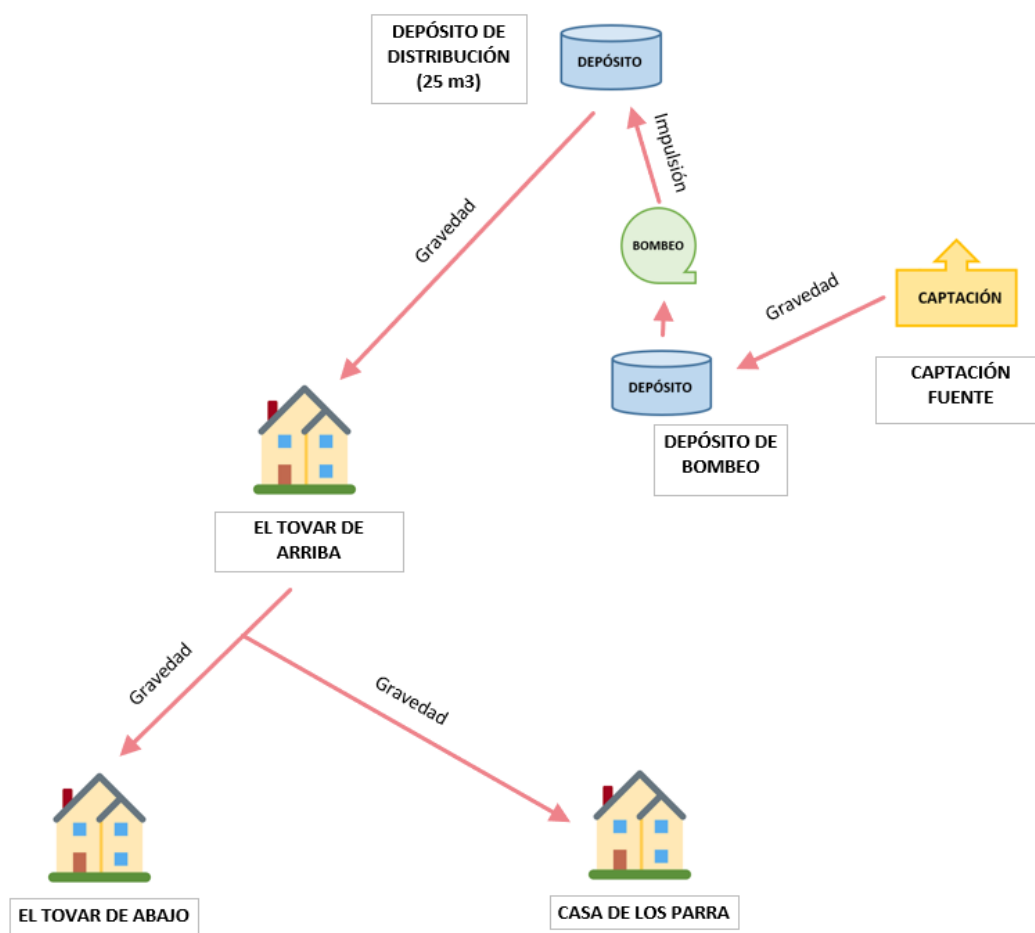 DEPÓSITO DE
DISTRIBUCIÓN
(25 m3)
DEPÓSITO
Impulsión
Gravedad
BOMBEO
Gravedad
CAPTACIÓN
CAPTACIÓN
FUENTE
DEPÓSITO
DEPÓSITO DE
BOMBEO
EL TOVAR DE
ARRIBA
Gravedad
Gravedad
EL TOVAR DE ABAJO
CASA DE LOS PARRA